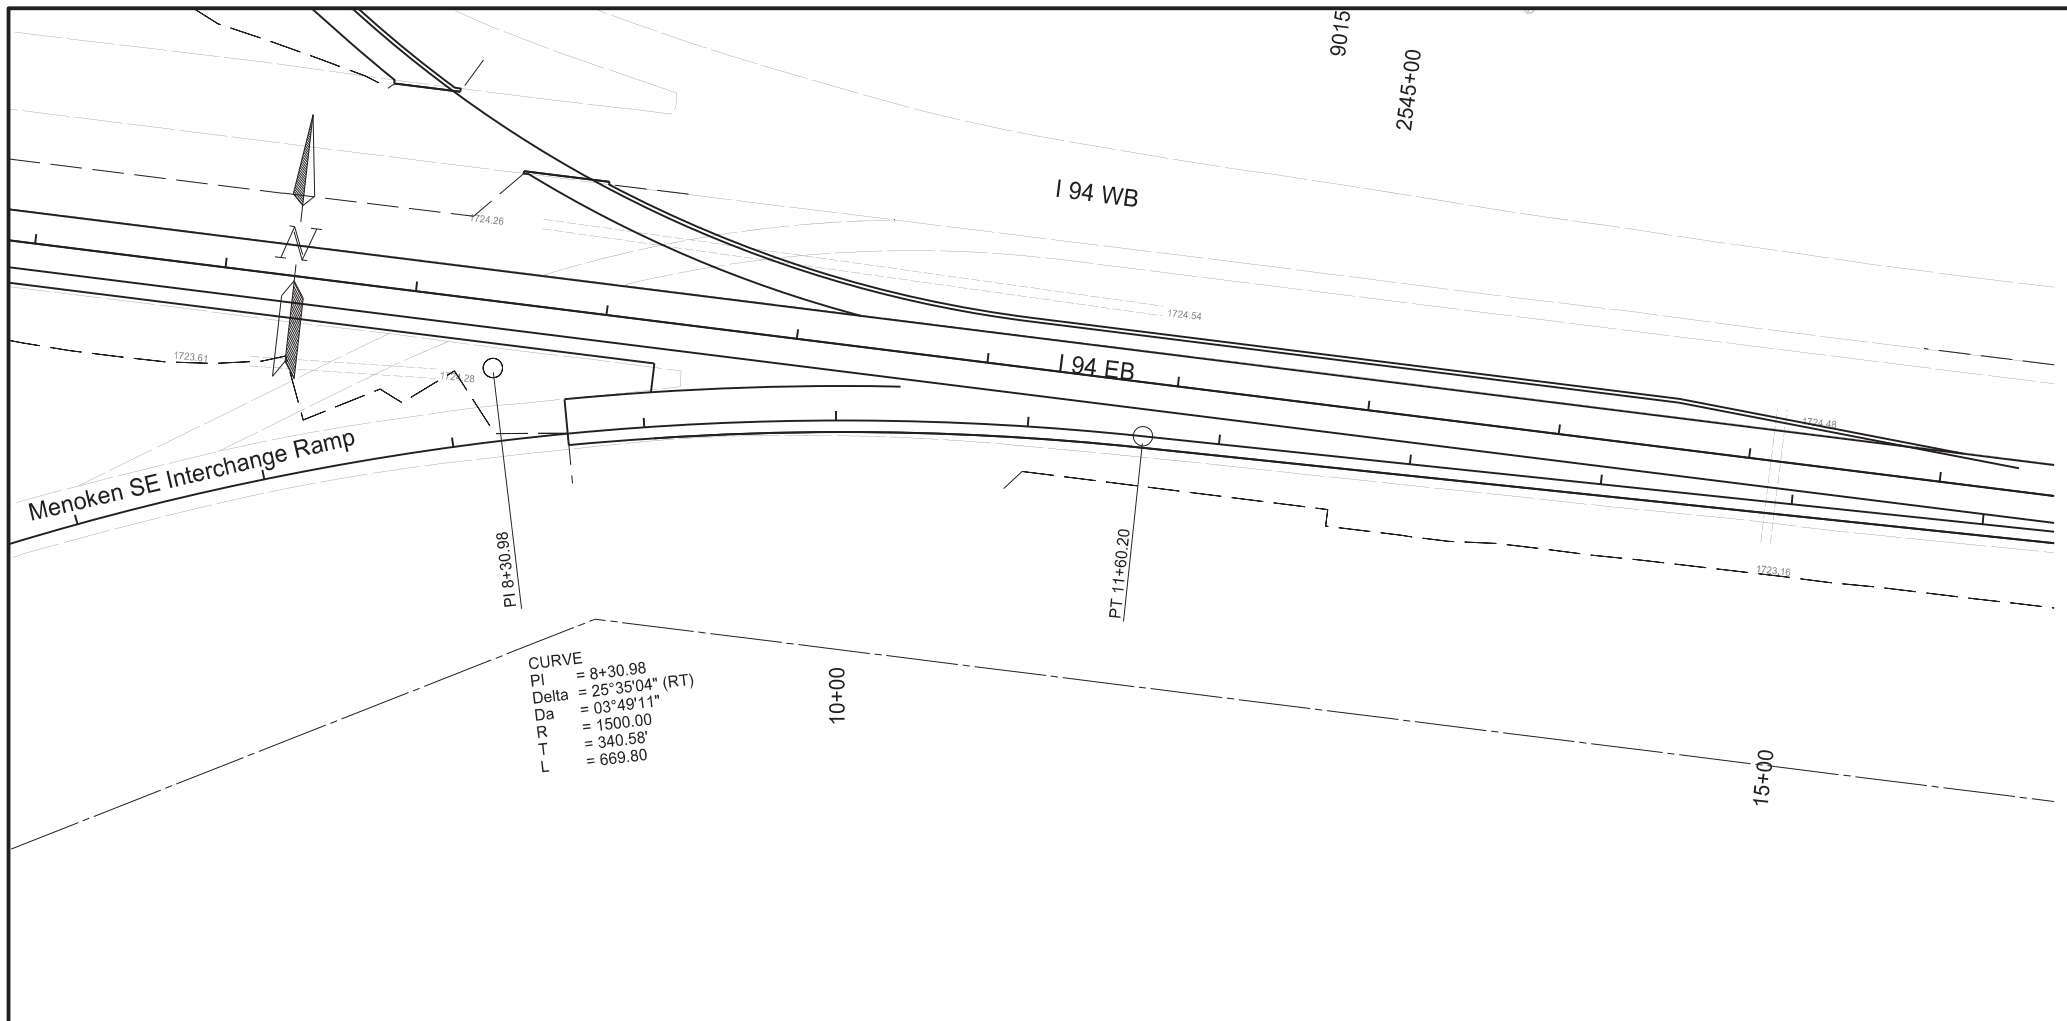 9015
2545+00
I 94 WB
1724.26
N
1724.54
1723.61
1724.28
I 94 EB
1724.48
Menoken SE Interchange Ramp
PI 8+30.98
PT 11+60.20
1723.16
CURVE
PI = 8+30.98
Delta = 25°35'04" (RT)
Da = 03°49'11"
R = 1500.00
T = 340.58'
L = 669.80
10+00
15+00